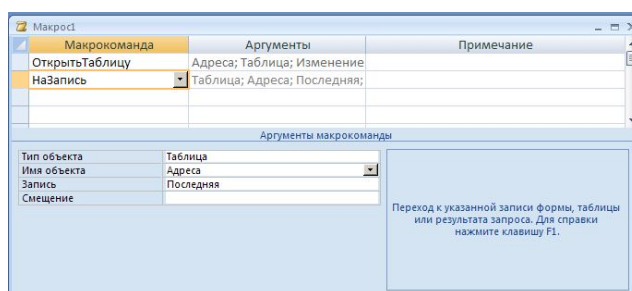 Макрос1
Макрокоманда Аргументы Примечание
ОткрытьТаблицу Адреса; Таблица; Изменение
НаЗапись Таблица; Адреса; Последняя;
Аргументы макрокоманды
Тип объекта Таблица
Имя объекта Адреса
Запись Последняя
Смещение
Переход к указанной записи формы, таблицы
или результата запроса. Для справки
нажмите клавишу F1.